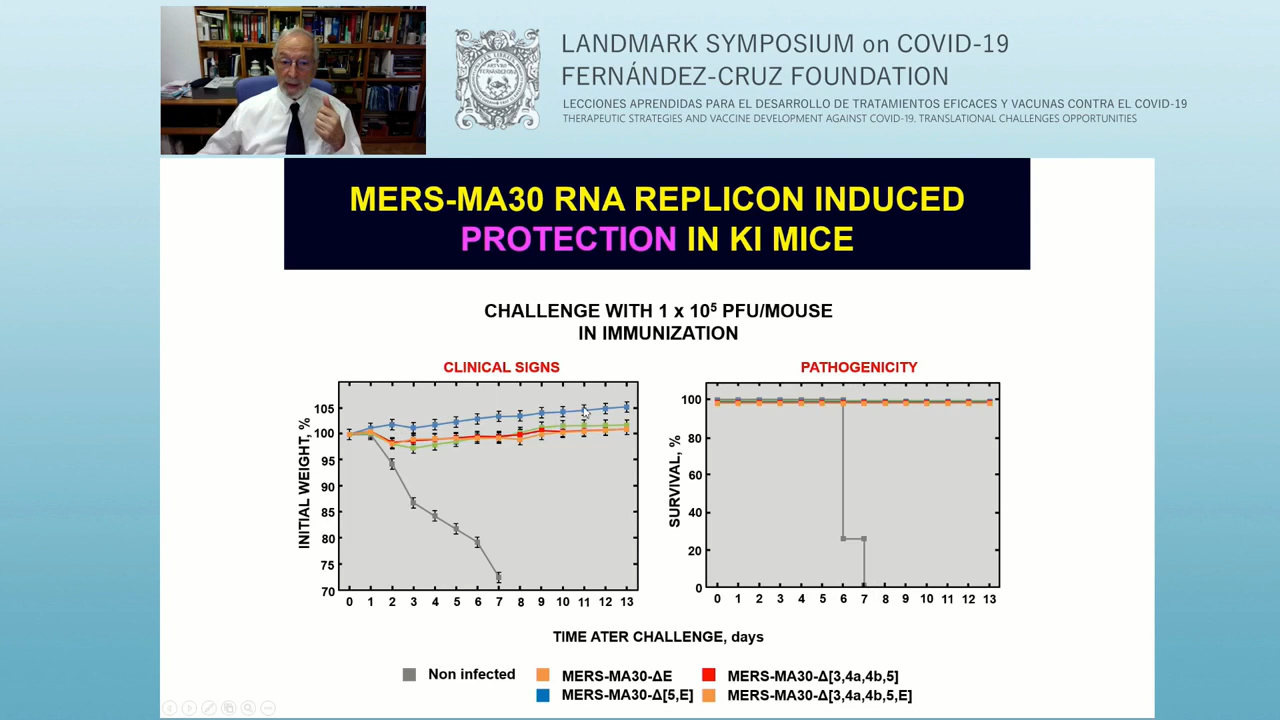 LANDMARK SYMPOSIUM on COVID-19
FERNÁNDEZ-CRUZ FOUNDATION
LECCIONES APRENDIDAS PARA EL DESARROLLO DE TRATAMIENTOS EFICACES Y VACUNAS CONTRA EL COVID-19
THERAPEUTIC STRATEGIES AND VACCINE DEVELOPMENT AGAINST COVID-19. TRANSLATIONAL CHALLENGES OPPORTUNITIES
MERS-MA30 RNA REPLICON INDUCED
PROTECTION IN KI MICE
CHALLENGE WITH 1 x 10⁵ PFU/MOUSE
IN IMMUNIZATION
CLINICAL SIGNS
INITIAL WEIGHT, %
105
100
95
90
85
80
75
70
0 1 2 3 4 5 6 7 8 9 10 11 12 13
PATHOGENICITY
SURVIVAL, %
100
80
60
40
20
0
0 1 2 3 4 5 6 7 8 9 10 11 12 13
TIME ATER CHALLENGE, days
Non infected
MERS-MA30-ΔE
MERS-MA30-Δ[3,4a,4b,5]
MERS-MA30-Δ[5,E]
MERS-MA30-Δ[3,4a,4b,5,E]